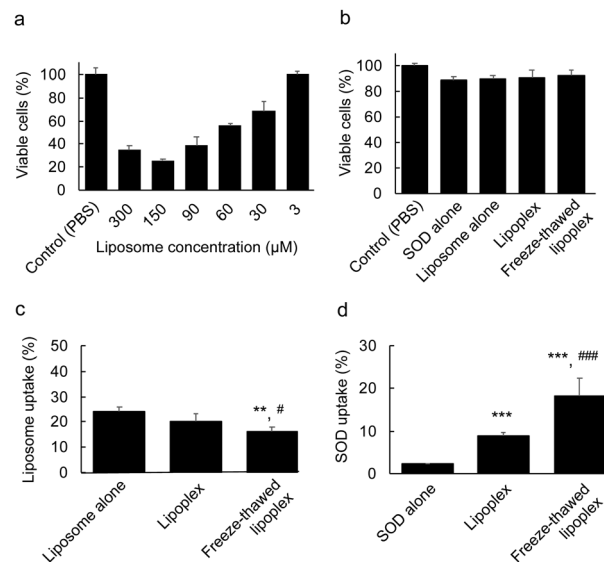 a
Viable cells (%)
120
100
80
60
40
20
0
Control (PBS)
300
150
90
60
30
3
Liposome concentration (µM)
b
Viable cells (%)
120
100
80
60
40
20
0
Control (PBS)
SOD alone
Liposome alone
Lipoplex
Freeze-thawed
lipoplex
c
Liposome uptake (%)
50
40
30
20
10
0
**, #
Liposome alone
Lipoplex
Freeze-thawed
lipoplex
d
SOD uptake (%)
30
20
10
0
***
***, ###
SOD alone
Lipoplex
Freeze-thawed
lipoplex